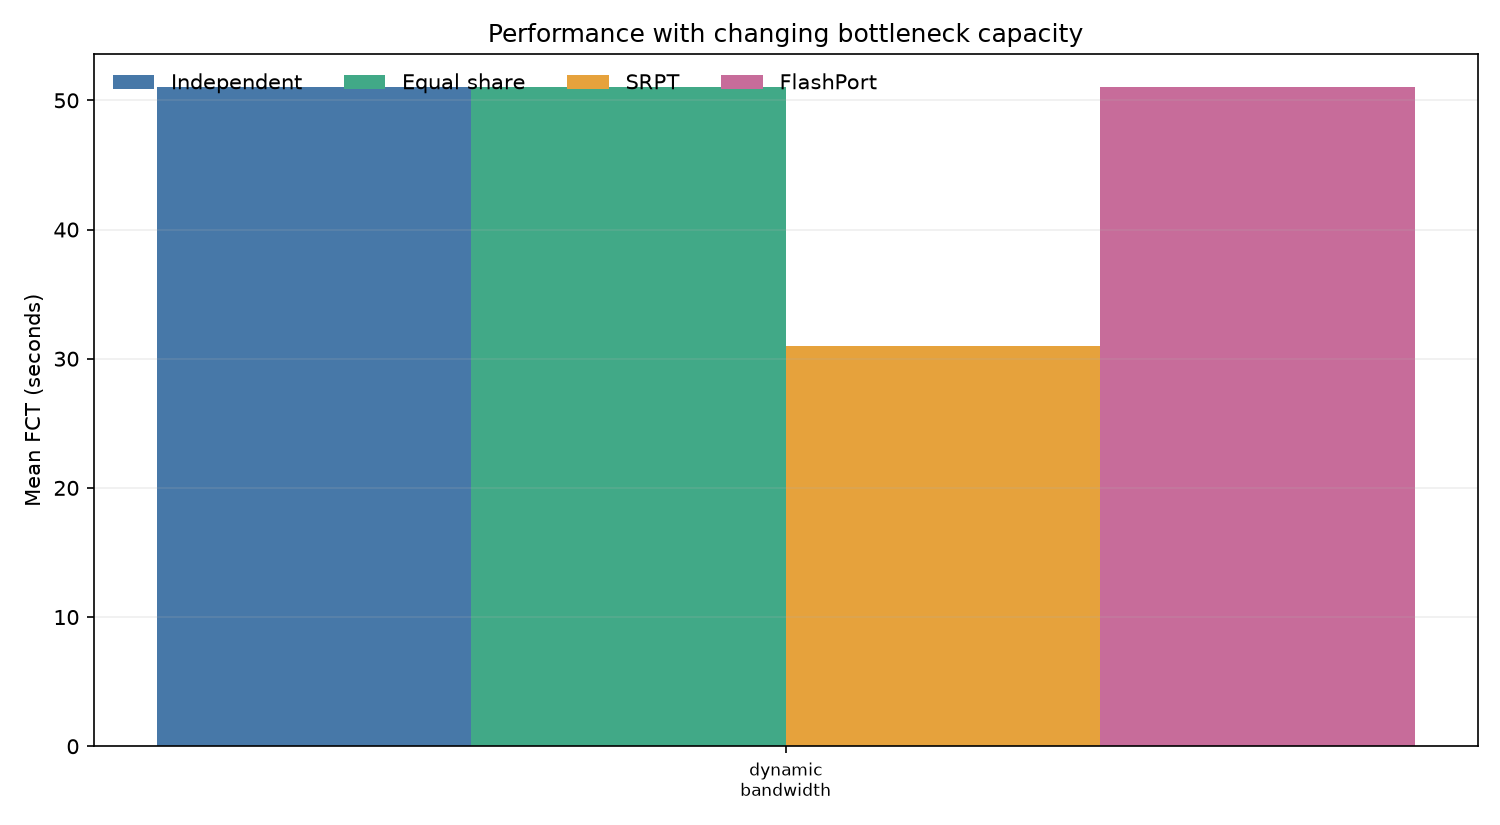 Performance with changing bottleneck capacity
Independent Equal share SRPT FlashPort
50
40
30
20
10
0
Mean FCT (seconds)
dynamic
bandwidth